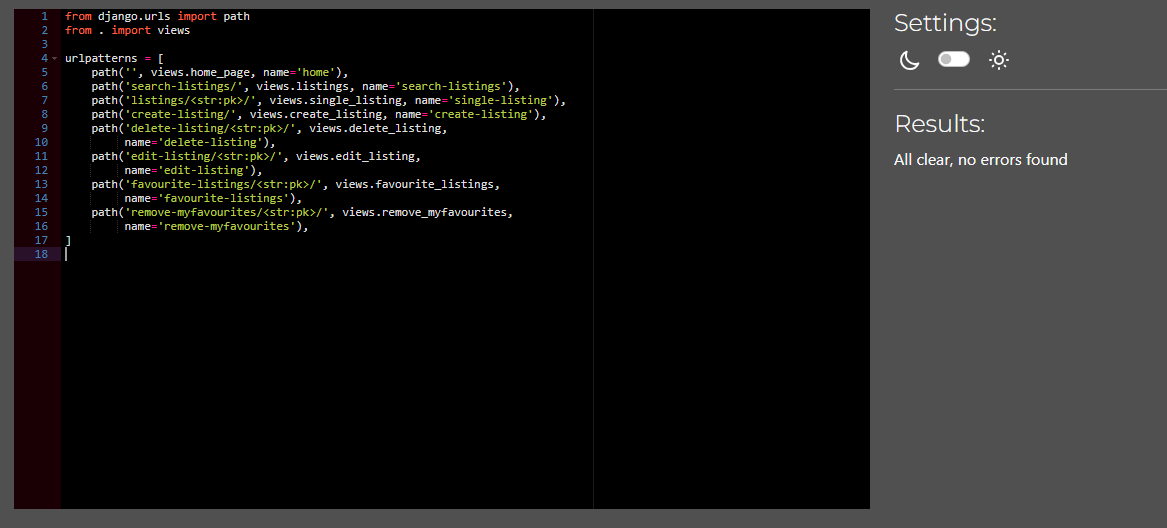 1 from django.urls import path
2 from . import views
3
4 urlpatterns = [
5     path('', views.home_page, name='home'),
6     path('search-listings/', views.listings, name='search-listings'),
7     path('listings/<str:pk>/', views.single_listing, name='single-listing'),
8     path('create-listing/', views.create_listing, name='create-listing'),
9     path('delete-listing/<str:pk>/', views.delete_listing,
10          name='delete-listing'),
11     path('edit-listing/<str:pk>/', views.edit_listing,
12          name='edit-listing'),
13     path('favourite-listings/<str:pk>/', views.favourite_listings,
14          name='favourite-listings'),
15     path('remove-myfavourites/<str:pk>/', views.remove_myfavourites,
16          name='remove-myfavourites'),
17 ]
18
Settings:
Results:
All clear, no errors found